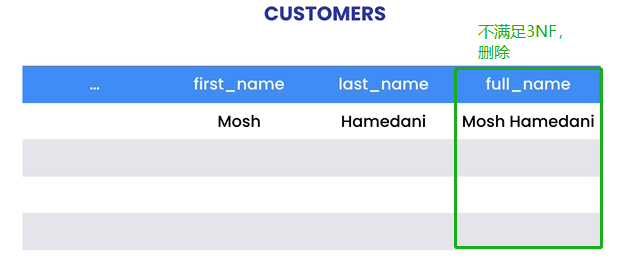 CUSTOMERS
不满足3NF，
删除
... first_name last_name full_name
Mosh Hamedani Mosh Hamedani